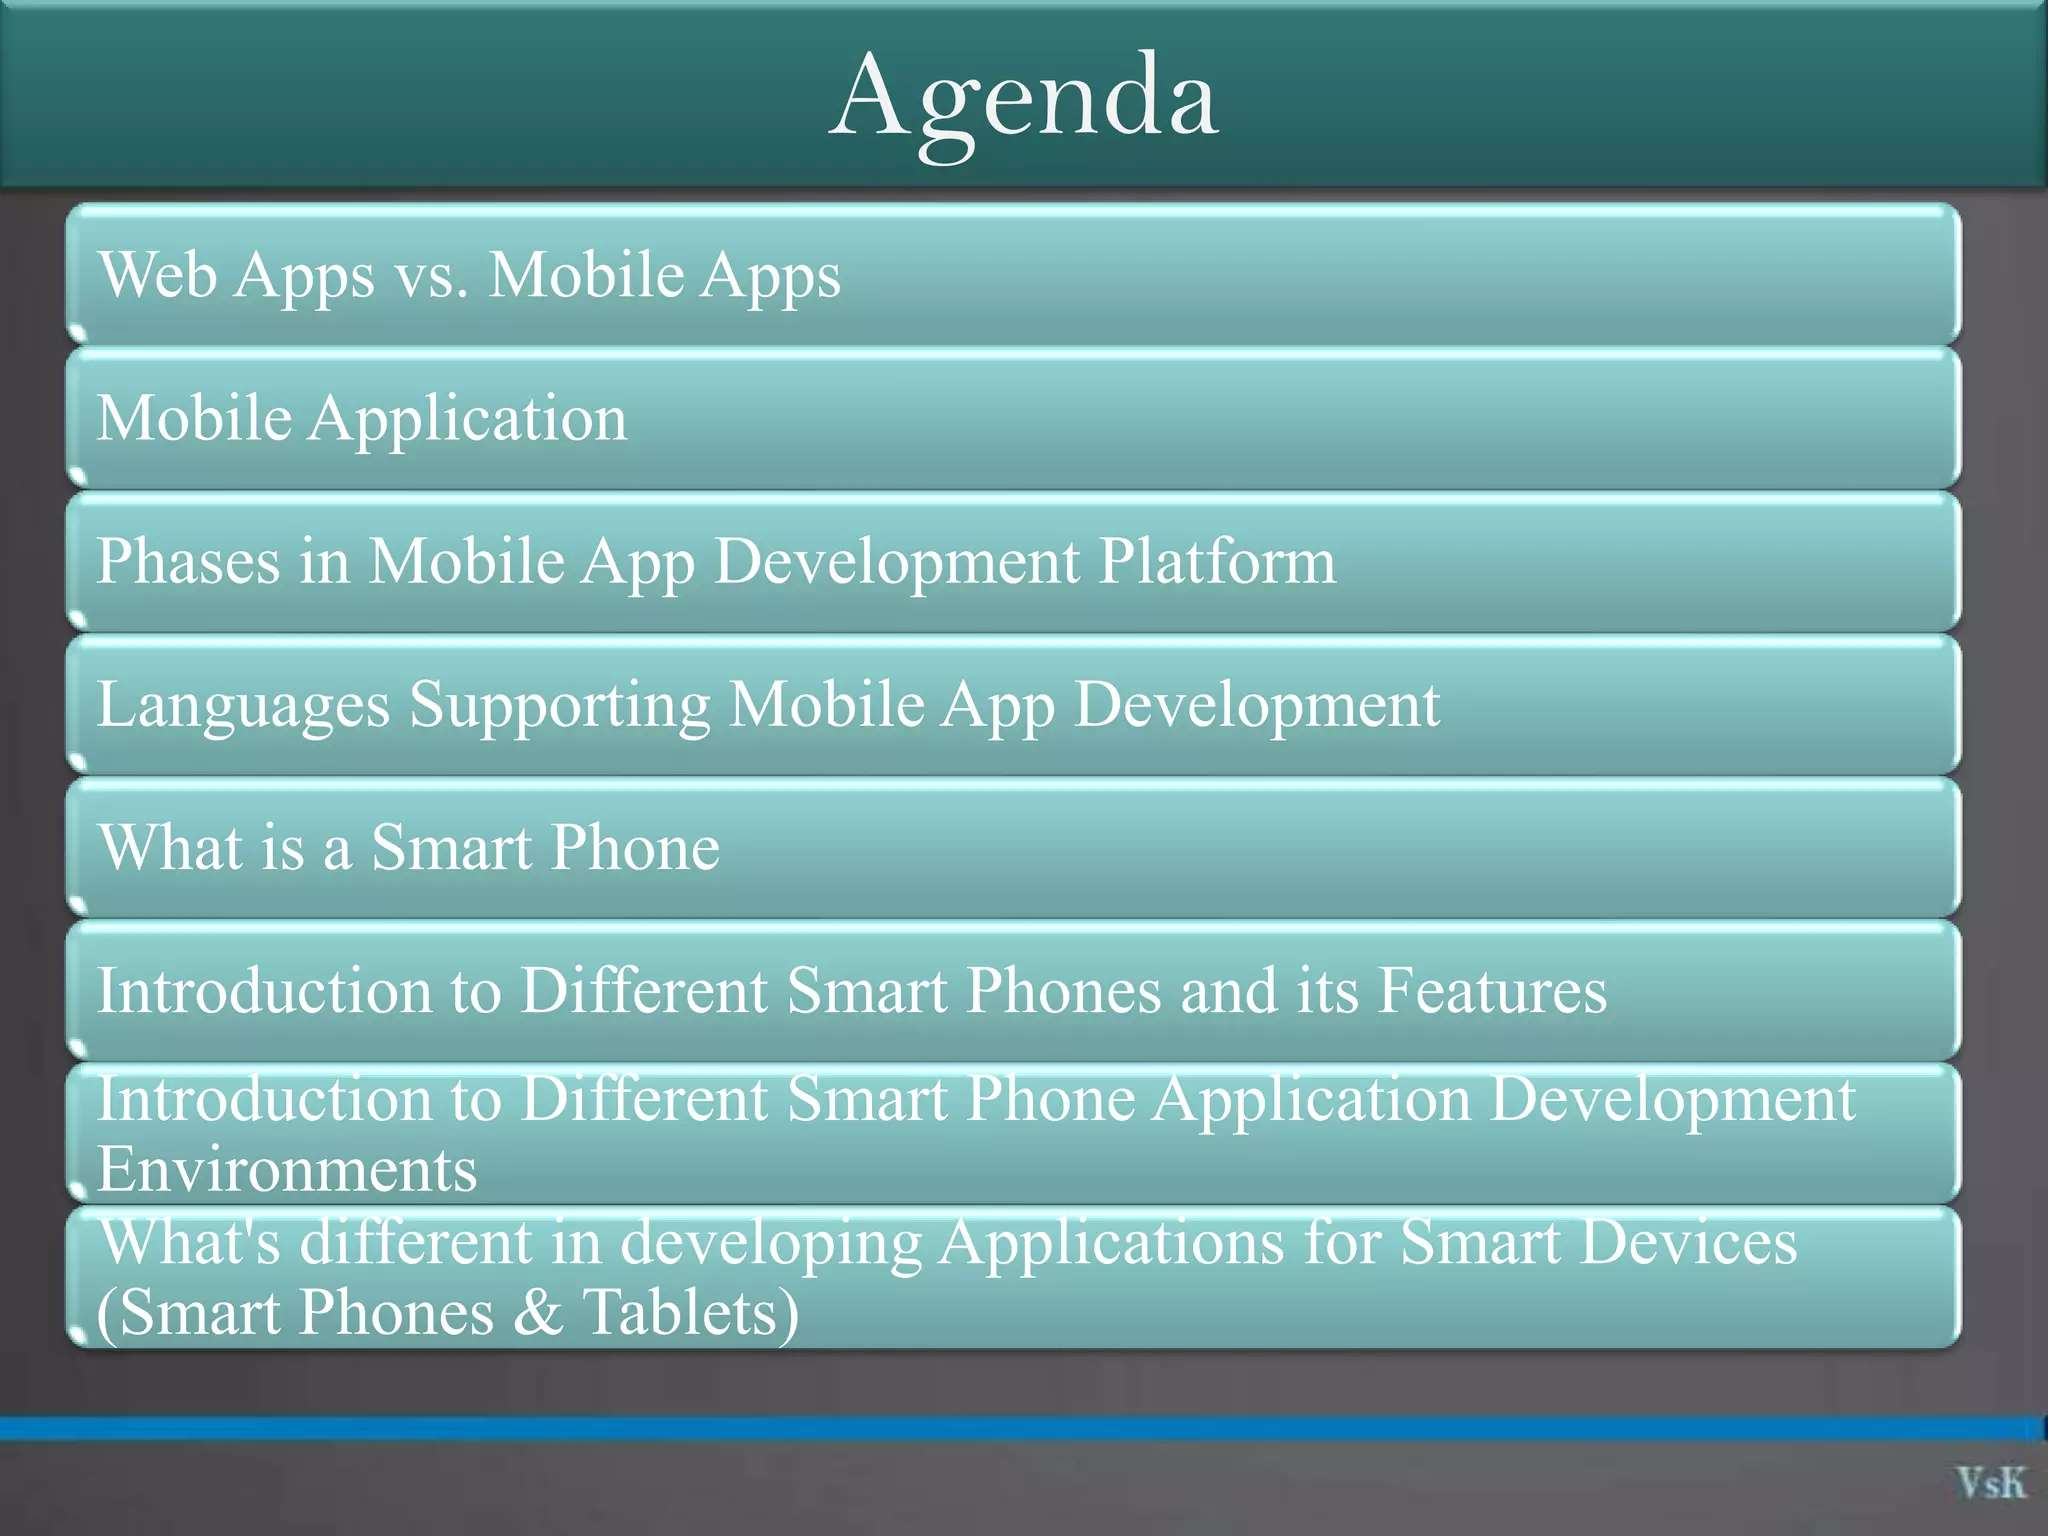 Agenda
Web Apps vs. Mobile Apps
Mobile Application
Phases in Mobile App Development Platform
Languages Supporting Mobile App Development
What is a Smart Phone
Introduction to Different Smart Phones and its Features
Introduction to Different Smart Phone Application Development
Environments
What's different in developing Applications for Smart Devices
(Smart Phones & Tablets)
VsK